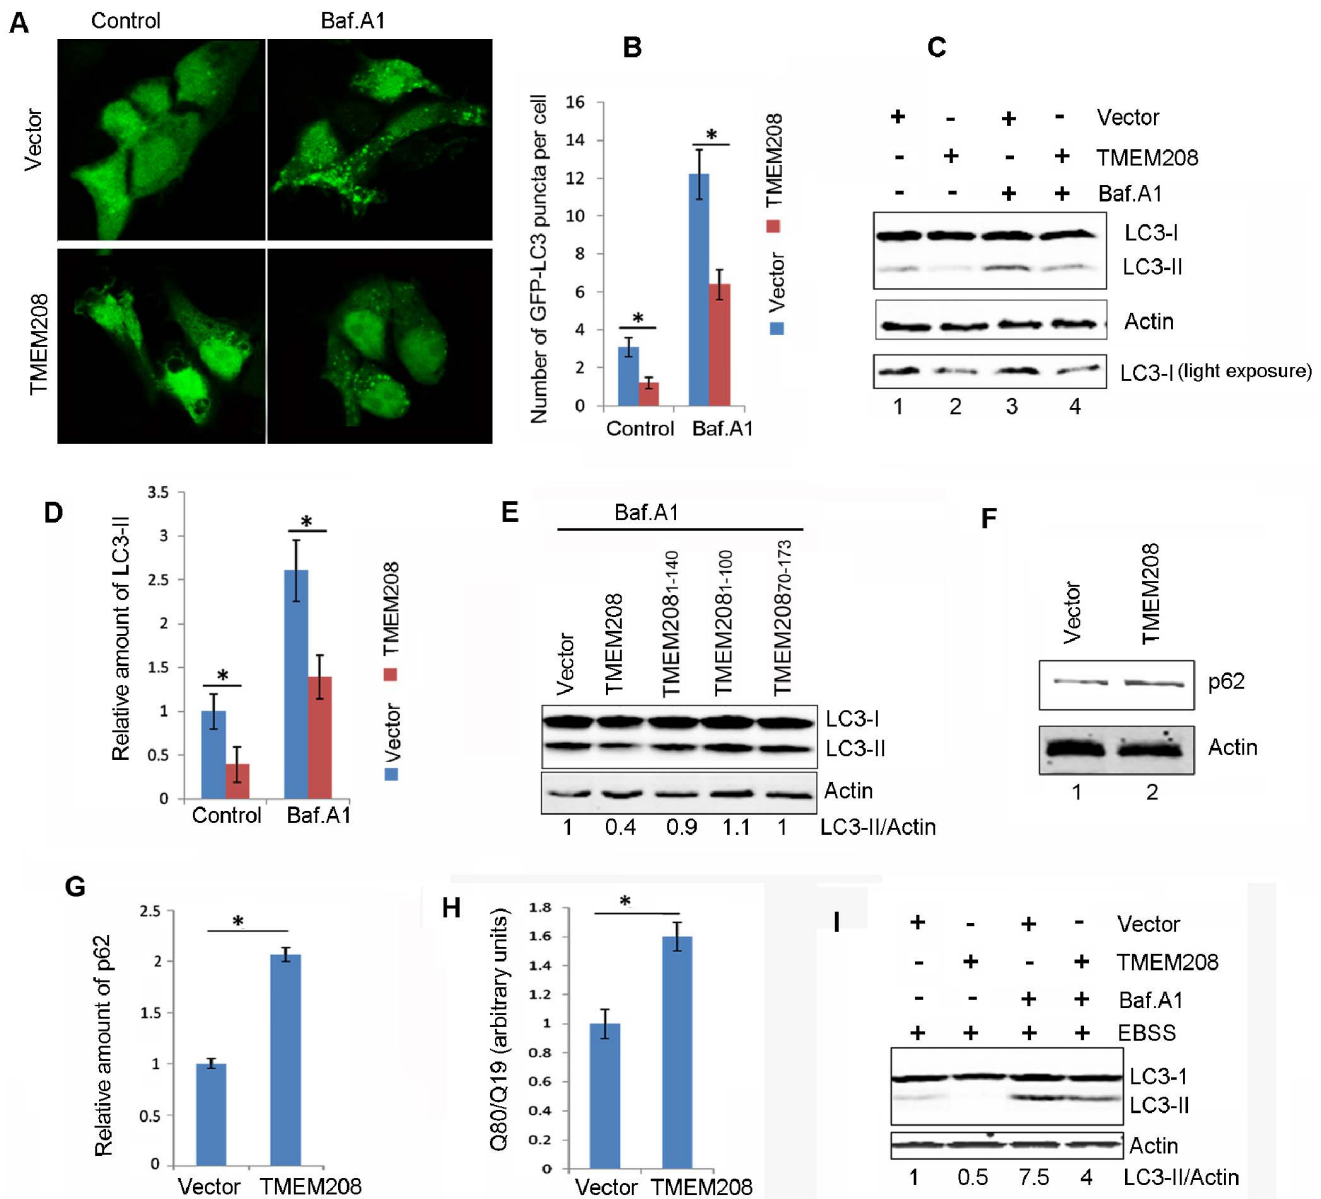 A
Control
Baf.A1
Vector
TMEM208
B
Number of GFP-LC3 puncta per cell
16
14
12
10
8
6
4
2
0
*
*
Control
Baf.A1
Vector
TMEM208
C
+ - + - Vector
- + - + TMEM208
- - + + Baf.A1
LC3-I
LC3-II
Actin
LC3-I (light exposure)
1 2 3 4
D
Relative amount of LC3-II
3.5
3
2.5
2
1.5
1
0.5
0
*
*
Control
Baf.A1
Vector
TMEM208
E
Baf.A1
Vector
TMEM208
TMEM2081-140
TMEM2081-100
TMEM20870-173
LC3-I
LC3-II
Actin
1 0.4 0.9 1.1 1 LC3-II/Actin
F
Vector
TMEM208
p62
Actin
1 2
G
Relative amount of p62
2.5
2
1.5
1
0.5
0
*
Vector
TMEM208
H
Q80/Q19 (arbitrary units)
1.8
1.6
1.4
1.2
1
0.8
0.6
0.4
0.2
0
*
Vector
TMEM208
I
+ - + - Vector
- + - + TMEM208
- - + + Baf.A1
+ + + + EBSS
LC3-1
LC3-II
Actin
1 0.5 7.5 4 LC3-II/Actin